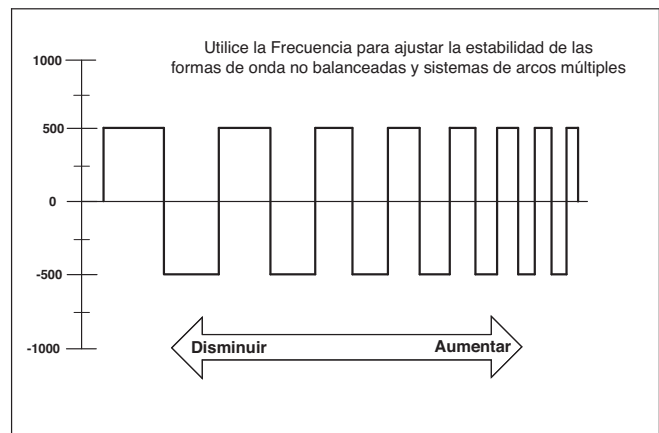 Utilice la Frecuencia para ajustar la estabilidad de las
formas de onda no balanceadas y sistemas de arcos múltiples
1000
500
0
-500
-1000
Disminuir Aumentar